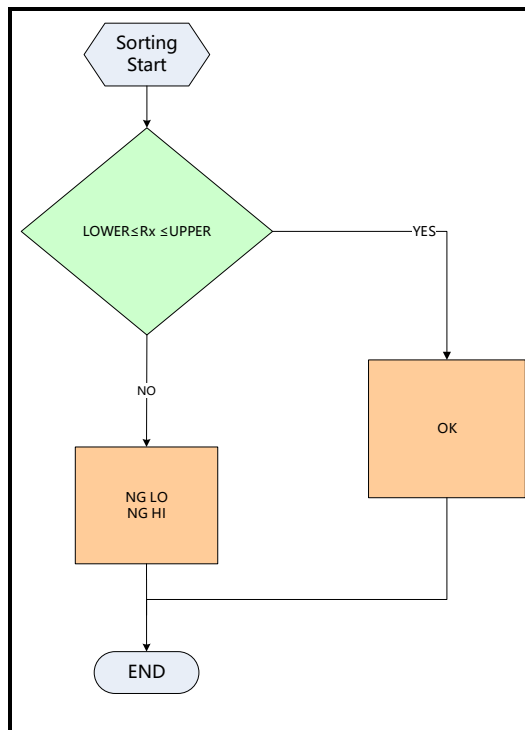 Sorting
Start
LOWER≤Rx ≤UPPER
YES
NO
OK
NG LO
NG HI
END